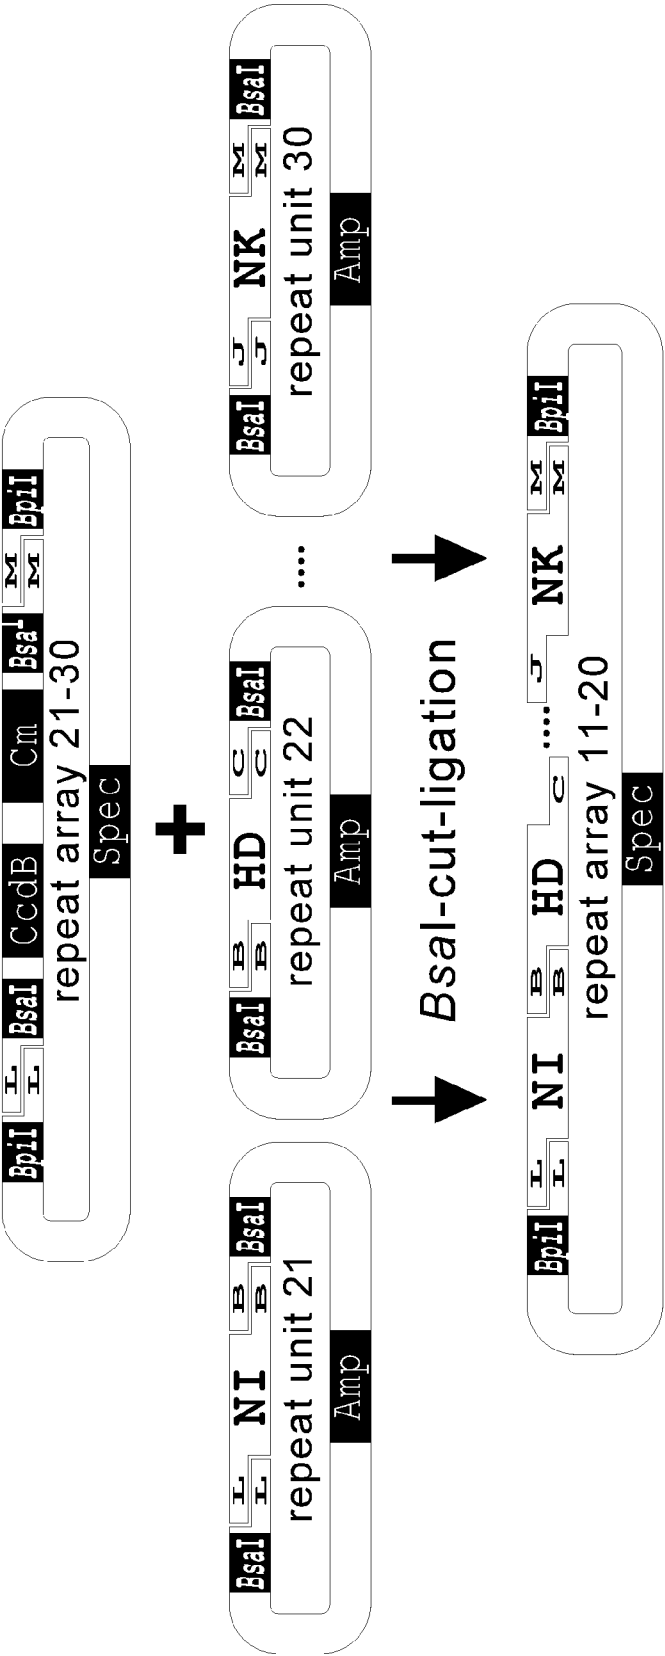 BpiI L L BsaI CcdB Cm BsaI M M BpiI
repeat array 21-30
Spec
+
BsaI L L NI B B BsaI
repeat unit 21
Amp
BsaI B B HD C C BsaI
repeat unit 22
Amp
....
BsaI J J NK M M BsaI
repeat unit 30
Amp
BsaI-cut-ligation
BpiI L L NI B B HD C .... J NK M M BpiI
repeat array 11-20
Spec